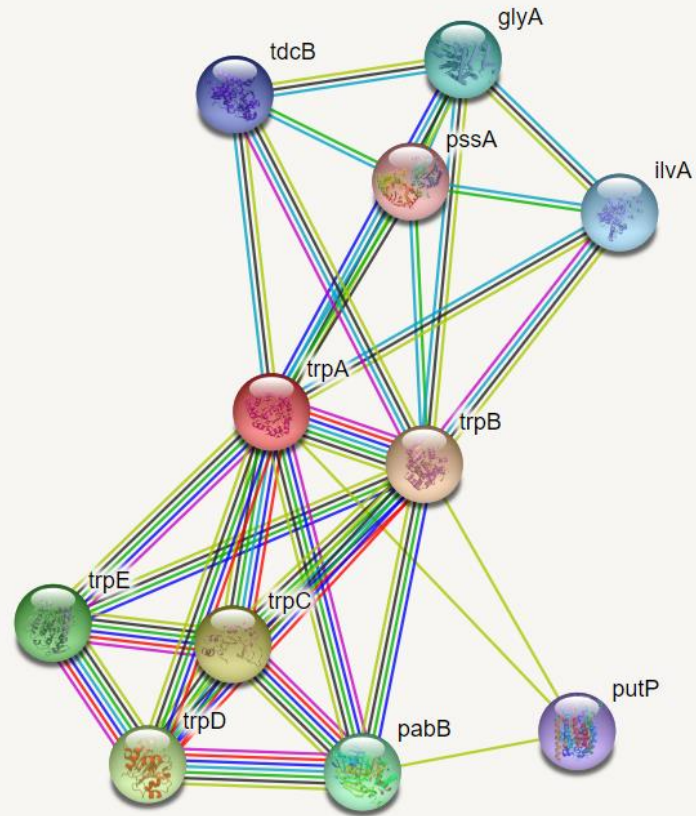 glyA
tdcB
pssA
ilvA
trpA
trpB
trpE
trpC
putP
trpD
pabB